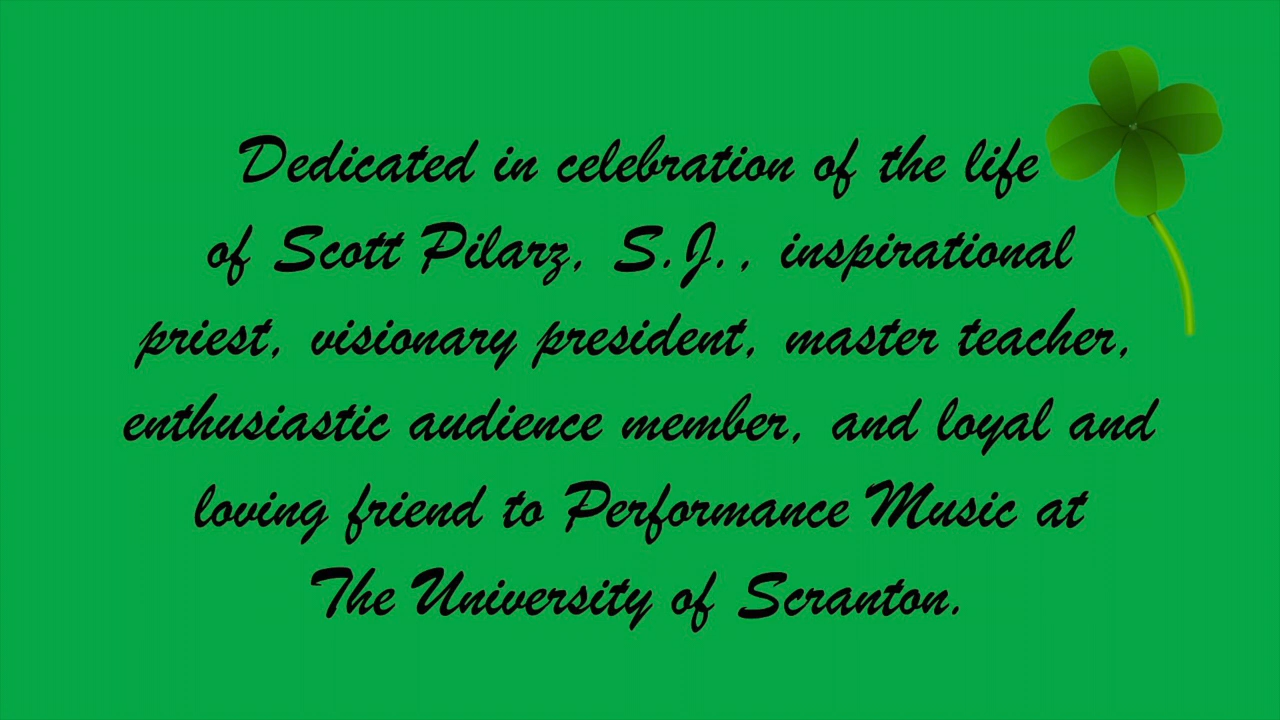 Dedicated in celebration of the life
of Scott Pilarz, S.J., inspirational
priest, visionary president, master teacher,
enthusiastic audience member, and loyal and
loving friend to Performance Music at
The University of Scranton.